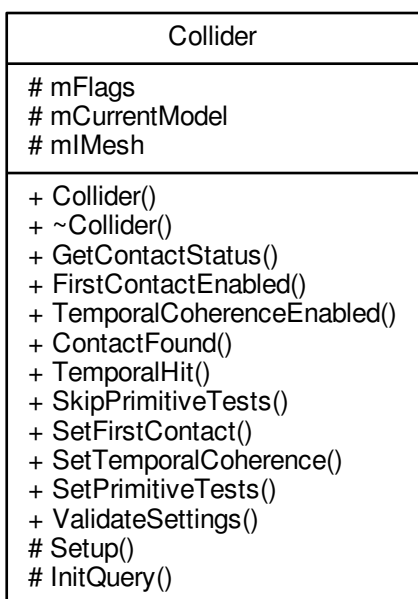 Collider
# mFlags
# mCurrentModel
# mIMesh
+ Collider()
+ ~Collider()
+ GetContactStatus()
+ FirstContactEnabled()
+ TemporalCoherenceEnabled()
+ ContactFound()
+ TemporalHit()
+ SkipPrimitiveTests()
+ SetFirstContact()
+ SetTemporalCoherence()
+ SetPrimitiveTests()
+ ValidateSettings()
# Setup()
# InitQuery()